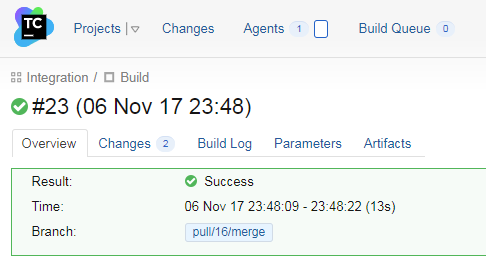 TC
Projects | Changes Agents 1 Build Queue 0
Integration / Build
#23 (06 Nov 17 23:48)
Overview Changes 2 Build Log Parameters Artifacts
Result: Success
Time: 06 Nov 17 23:48:09 - 23:48:22 (13s)
Branch: pull/16/merge